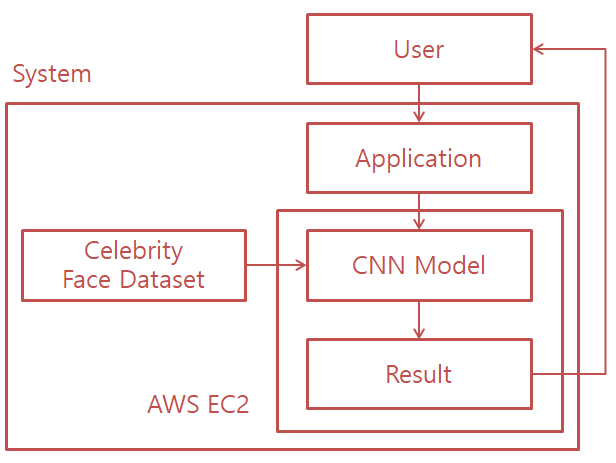 User
System
Application
Celebrity
Face Dataset
CNN Model
Result
AWS EC2